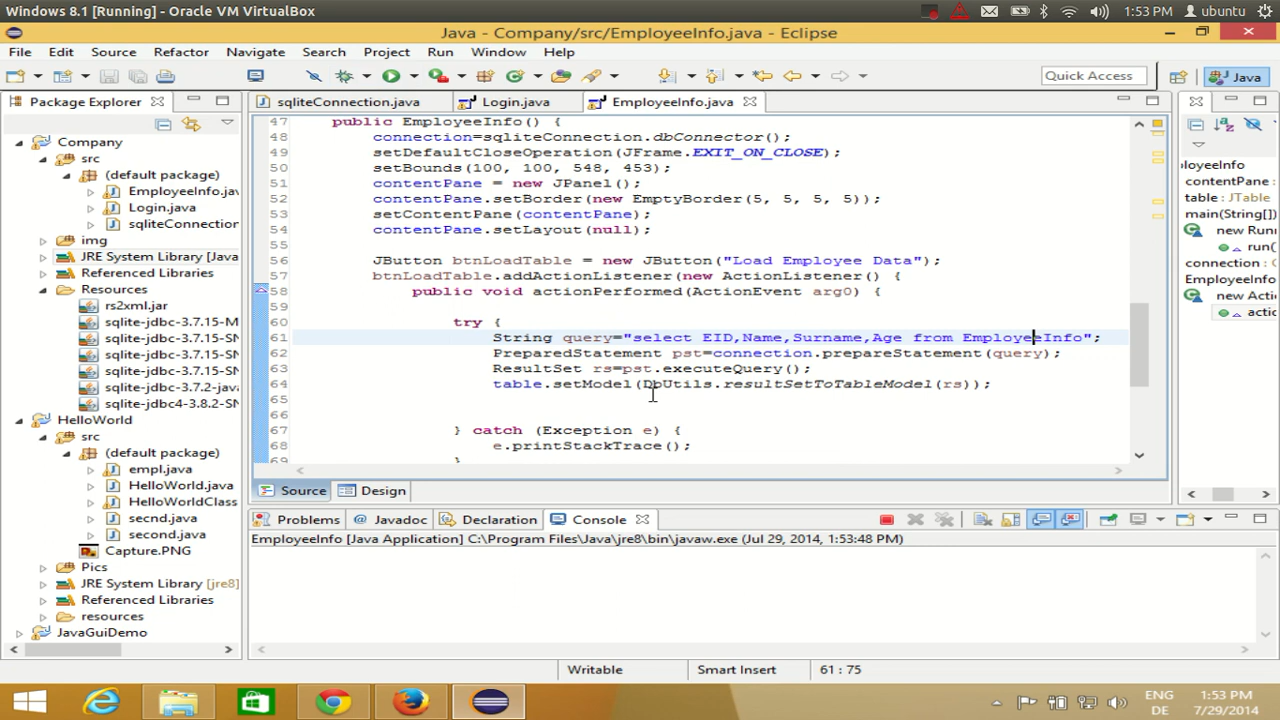 Windows 8.1 [Running] - Oracle VM VirtualBox
1:53 PM
ubuntu
Java - Company/src/EmployeeInfo.java - Eclipse
File Edit Source Refactor Navigate Search Project Run Window Help
Quick Access
Java
Package Explorer
sqliteConnection.java
Login.java
EmployeeInfo.java
Company
src
(default package)
EmployeeInfo.jav
Login.java
sqliteConnection
img
JRE System Library [Java
Referenced Libraries
Resources
rs2xml.jar
sqlite-jdbc-3.7.15-M
sqlite-jdbc-3.7.15-SN
sqlite-jdbc-3.7.15-SN
sqlite-jdbc-3.7.15-SN
sqlite-jdbc-3.7.2-java
sqlite-jdbc4-3.8.2-SN
HelloWorld
src
(default package)
empl.java
HelloWorld.java
HelloWorldClass
secnd.java
second.java
Capture.PNG
Pics
JRE System Library [jre8]
Referenced Libraries
resources
JavaGuiDemo
47 public EmployeeInfo() {
48 connection=sqliteConnection.dbConnector();
49 setDefaultCloseOperation(JFrame.EXIT_ON_CLOSE);
50 setBounds(100, 100, 548, 453);
51 contentPane = new JPanel();
52 contentPane.setBorder(new EmptyBorder(5, 5, 5, 5));
53 setContentPane(contentPane);
54 contentPane.setLayout(null);
55
56 JButton btnLoadTable = new JButton("Load Employee Data");
57 btnLoadTable.addActionListener(new ActionListener() {
58 public void actionPerformed(ActionEvent arg0) {
59
60 try {
61 String query="select EID,Name,Surname,Age from EmployeeInfo";
62 PreparedStatement pst=connection.prepareStatement(query);
63 ResultSet rs=pst.executeQuery();
64 table.setModel(DbUtils.resultSetToTableModel(rs));
65
66
67 } catch (Exception e) {
68 e.printStackTrace();
69 }
Source
Design
ployeeInfo
contentPane :
table : JTable
main(String[])
new Run
run(
connection : 
EmployeeInfo
new Action
actic
Problems
Javadoc
Declaration
Console
EmployeeInfo [Java Application] C:\Program Files\Java\jre8\bin\javaw.exe (Jul 29, 2014, 1:53:48 PM)
Writable
Smart Insert
61 : 75
ENG
DE
1:53 PM
7/29/2014